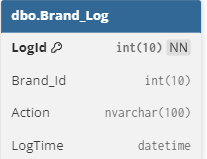 dbo.Brand_Log
LogId int(10) NN
Brand_Id int(10)
Action nvarchar(100)
LogTime datetime